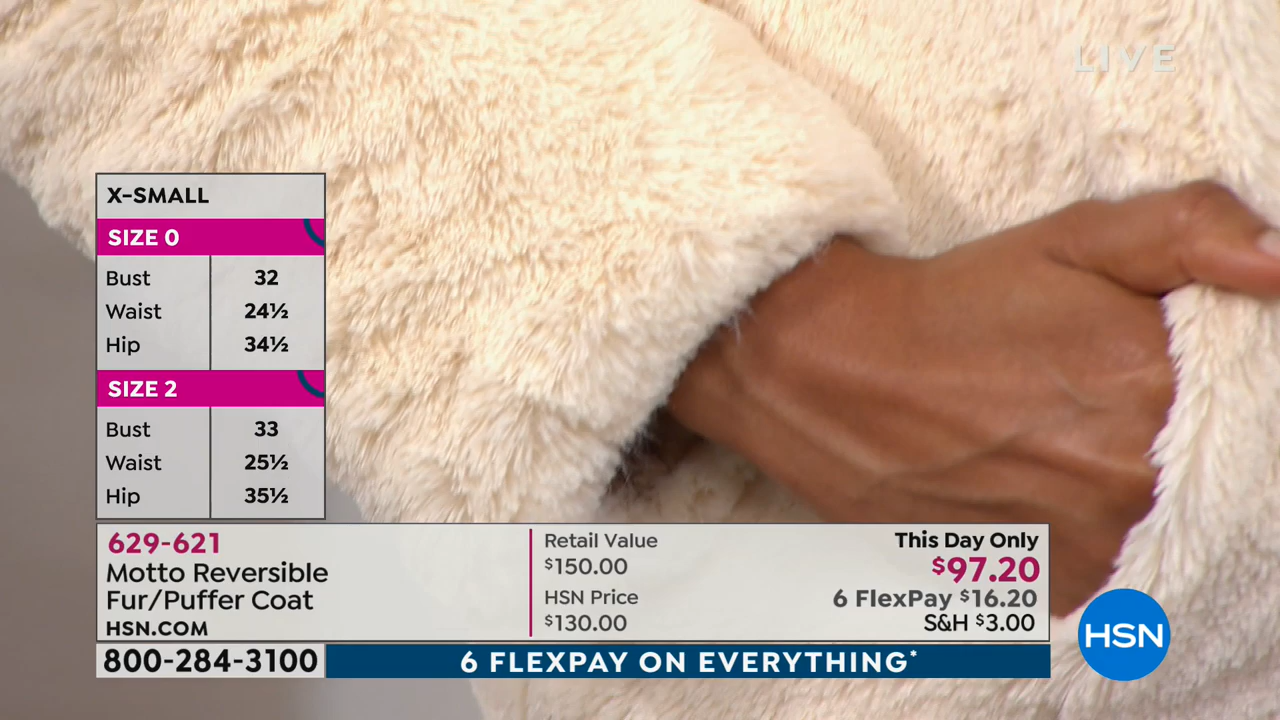 LIVE
X-SMALL
SIZE 0
Bust 32
Waist 24½
Hip 34½
SIZE 2
Bust 33
Waist 25½
Hip 35½
629-621
Motto Reversible
Fur/Puffer Coat
HSN.COM
Retail Value
$150.00
HSN Price
$130.00
This Day Only
$97.20
6 FlexPay $16.20
S&H $3.00
HSN
800-284-3100
6 FLEXPAY ON EVERYTHING*